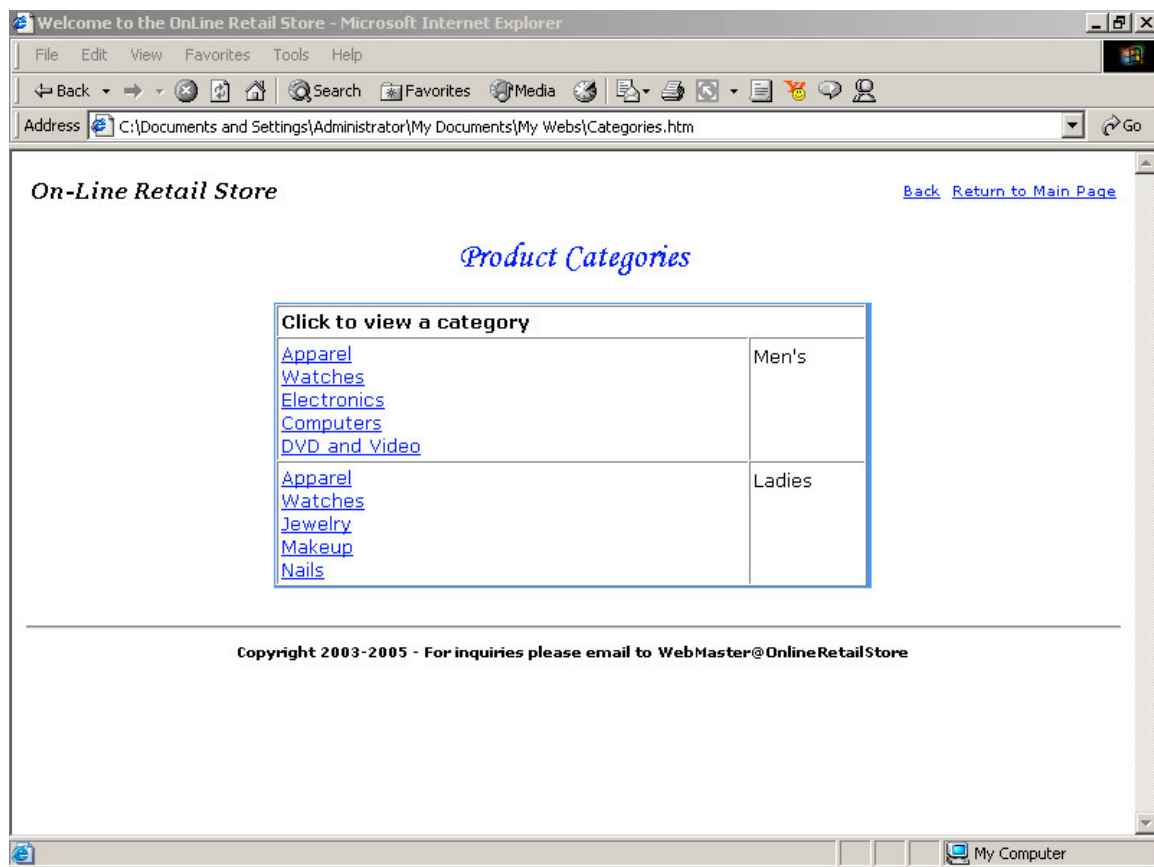 Welcome to the OnLine Retail Store - Microsoft Internet Explorer
File Edit View Favorites Tools Help
Back Search Favorites Media
Address C:\Documents and Settings\Administrator\My Documents\My Webs\Categories.htm Go
On-Line Retail Store Back Return to Main Page
Product Categories
Click to view a category
Apparel Men's
Watches
Electronics
Computers
DVD and Video
Apparel Ladies
Watches
Jewelry
Makeup
Nails
Copyright 2003-2005 - For inquiries please email to WebMaster@OnlineRetailStore
My Computer